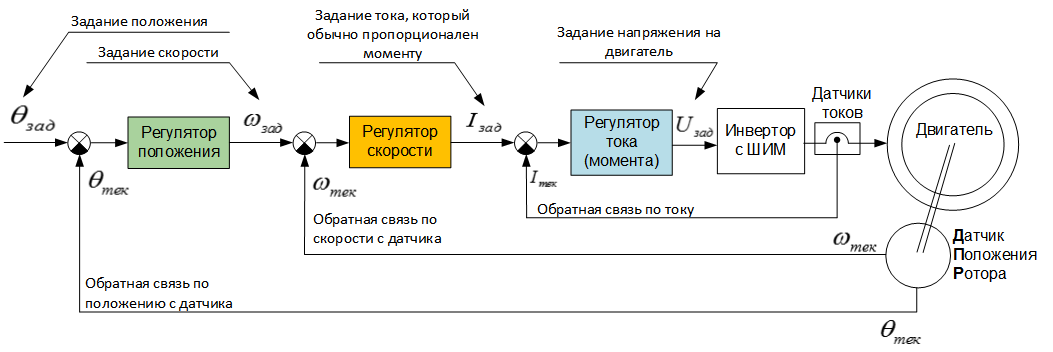 Задание положения
Задание скорости
Задание тока, который
обычно пропорционален
моменту
Задание напряжения на
двигатель
Датчики
токов
θзад
Регулятор
положения
ωзад
Регулятор
скорости
Iзад
Регулятор
тока
(момента)
Uзад
Инвертор
с ШИМ
Двигатель
θтек
ωтек
Iтек
Обратная связь по току
Обратная связь по
скорости с датчика
ωтек
Датчик
Положения
Ротора
Обратная связь по
положению с датчика
θтек